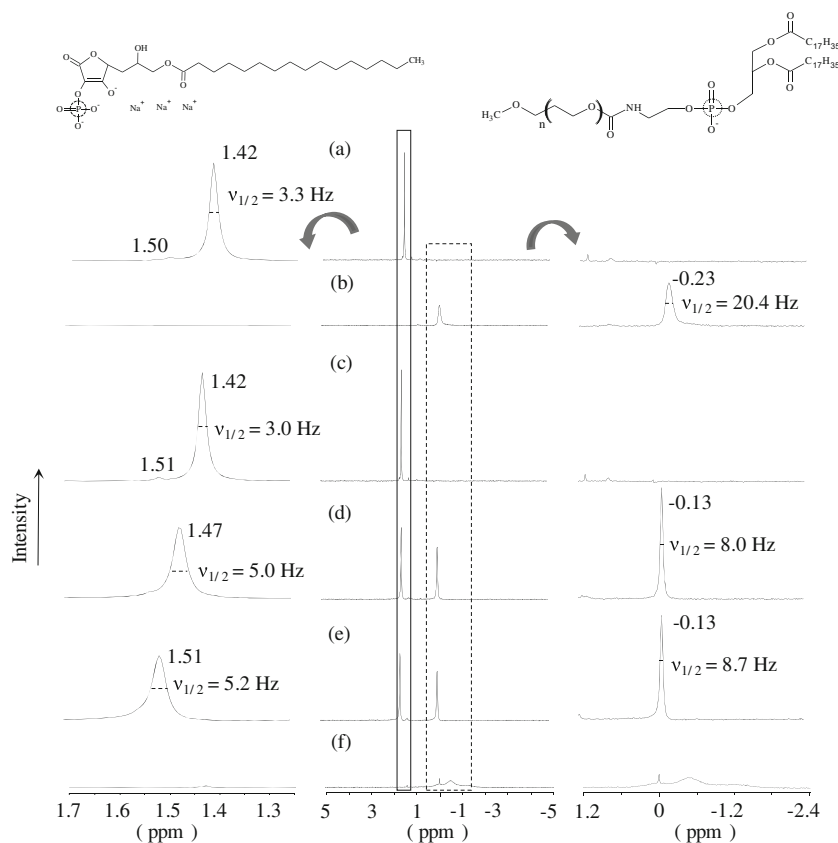 OH
O
O
O
CH3
O
O
O-
O=P-O-
O-
Na+ Na+ Na+
O
O
C17H35
O
O
C17H35
H3C
O
n
O
O
NH
O
O
P
O
O-
(a)
1.42
ν1/2 = 3.3 Hz
1.50
(b)
-0.23
ν1/2 = 20.4 Hz
(c)
1.42
ν1/2 = 3.0 Hz
1.51
(d)
1.47
ν1/2 = 5.0 Hz
-0.13
ν1/2 = 8.0 Hz
(e)
1.51
ν1/2 = 5.2 Hz
-0.13
ν1/2 = 8.7 Hz
(f)
Intensity
1.7 1.6 1.5 1.4 1.3
( ppm )
5 3 1 -1 -3 -5
( ppm )
1.2 0 -1.2 -2.4
( ppm )